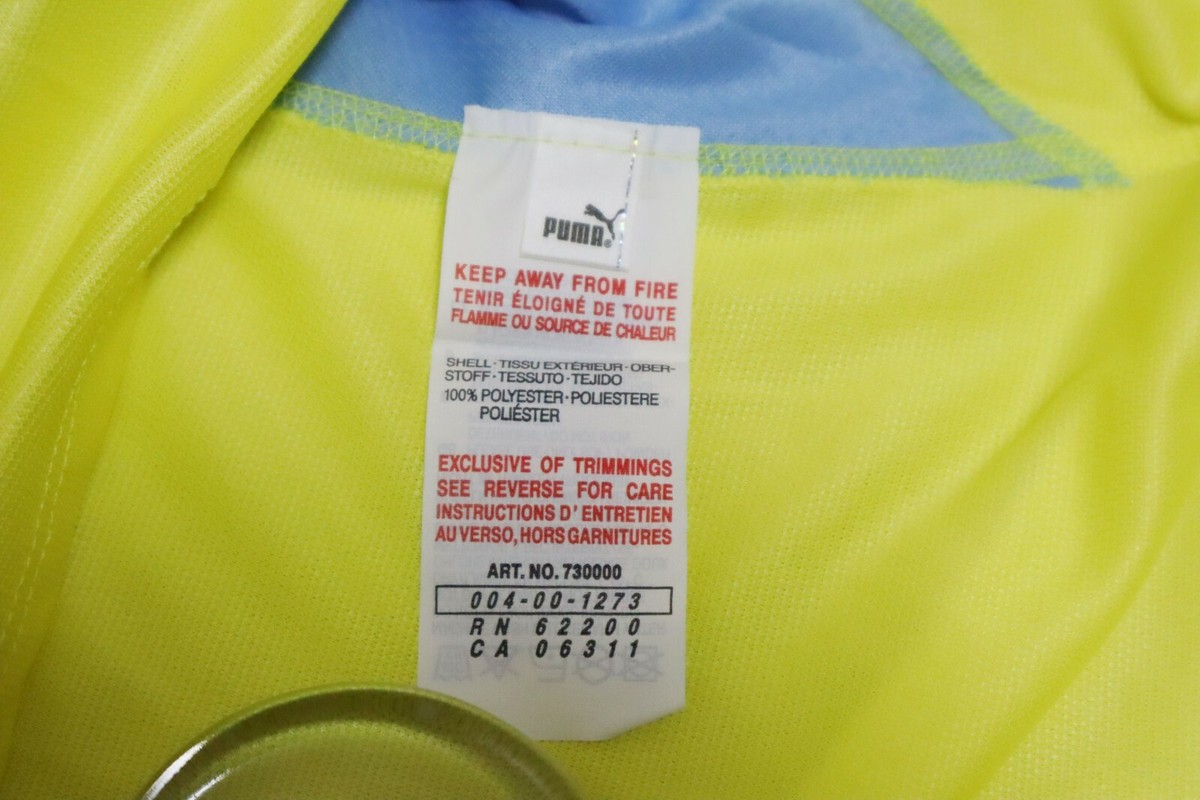 PUMA®
KEEP AWAY FROM FIRE
TENIR ÉLOIGNÉ DE TOUTE
FLAMME OU SOURCE DE CHALEUR
SHELL · TISSU EXTÉRIEUR · OBER-
STOFF · TESSUTO · TEJIDO
100% POLYESTER · POLIESTERE
POLIÉSTER
EXCLUSIVE OF TRIMMINGS
SEE REVERSE FOR CARE
INSTRUCTIONS D' ENTRETIEN
AU VERSO, HORS GARNITURES
ART. NO. 730000
004-00-1273
RN 62200
CA 06311